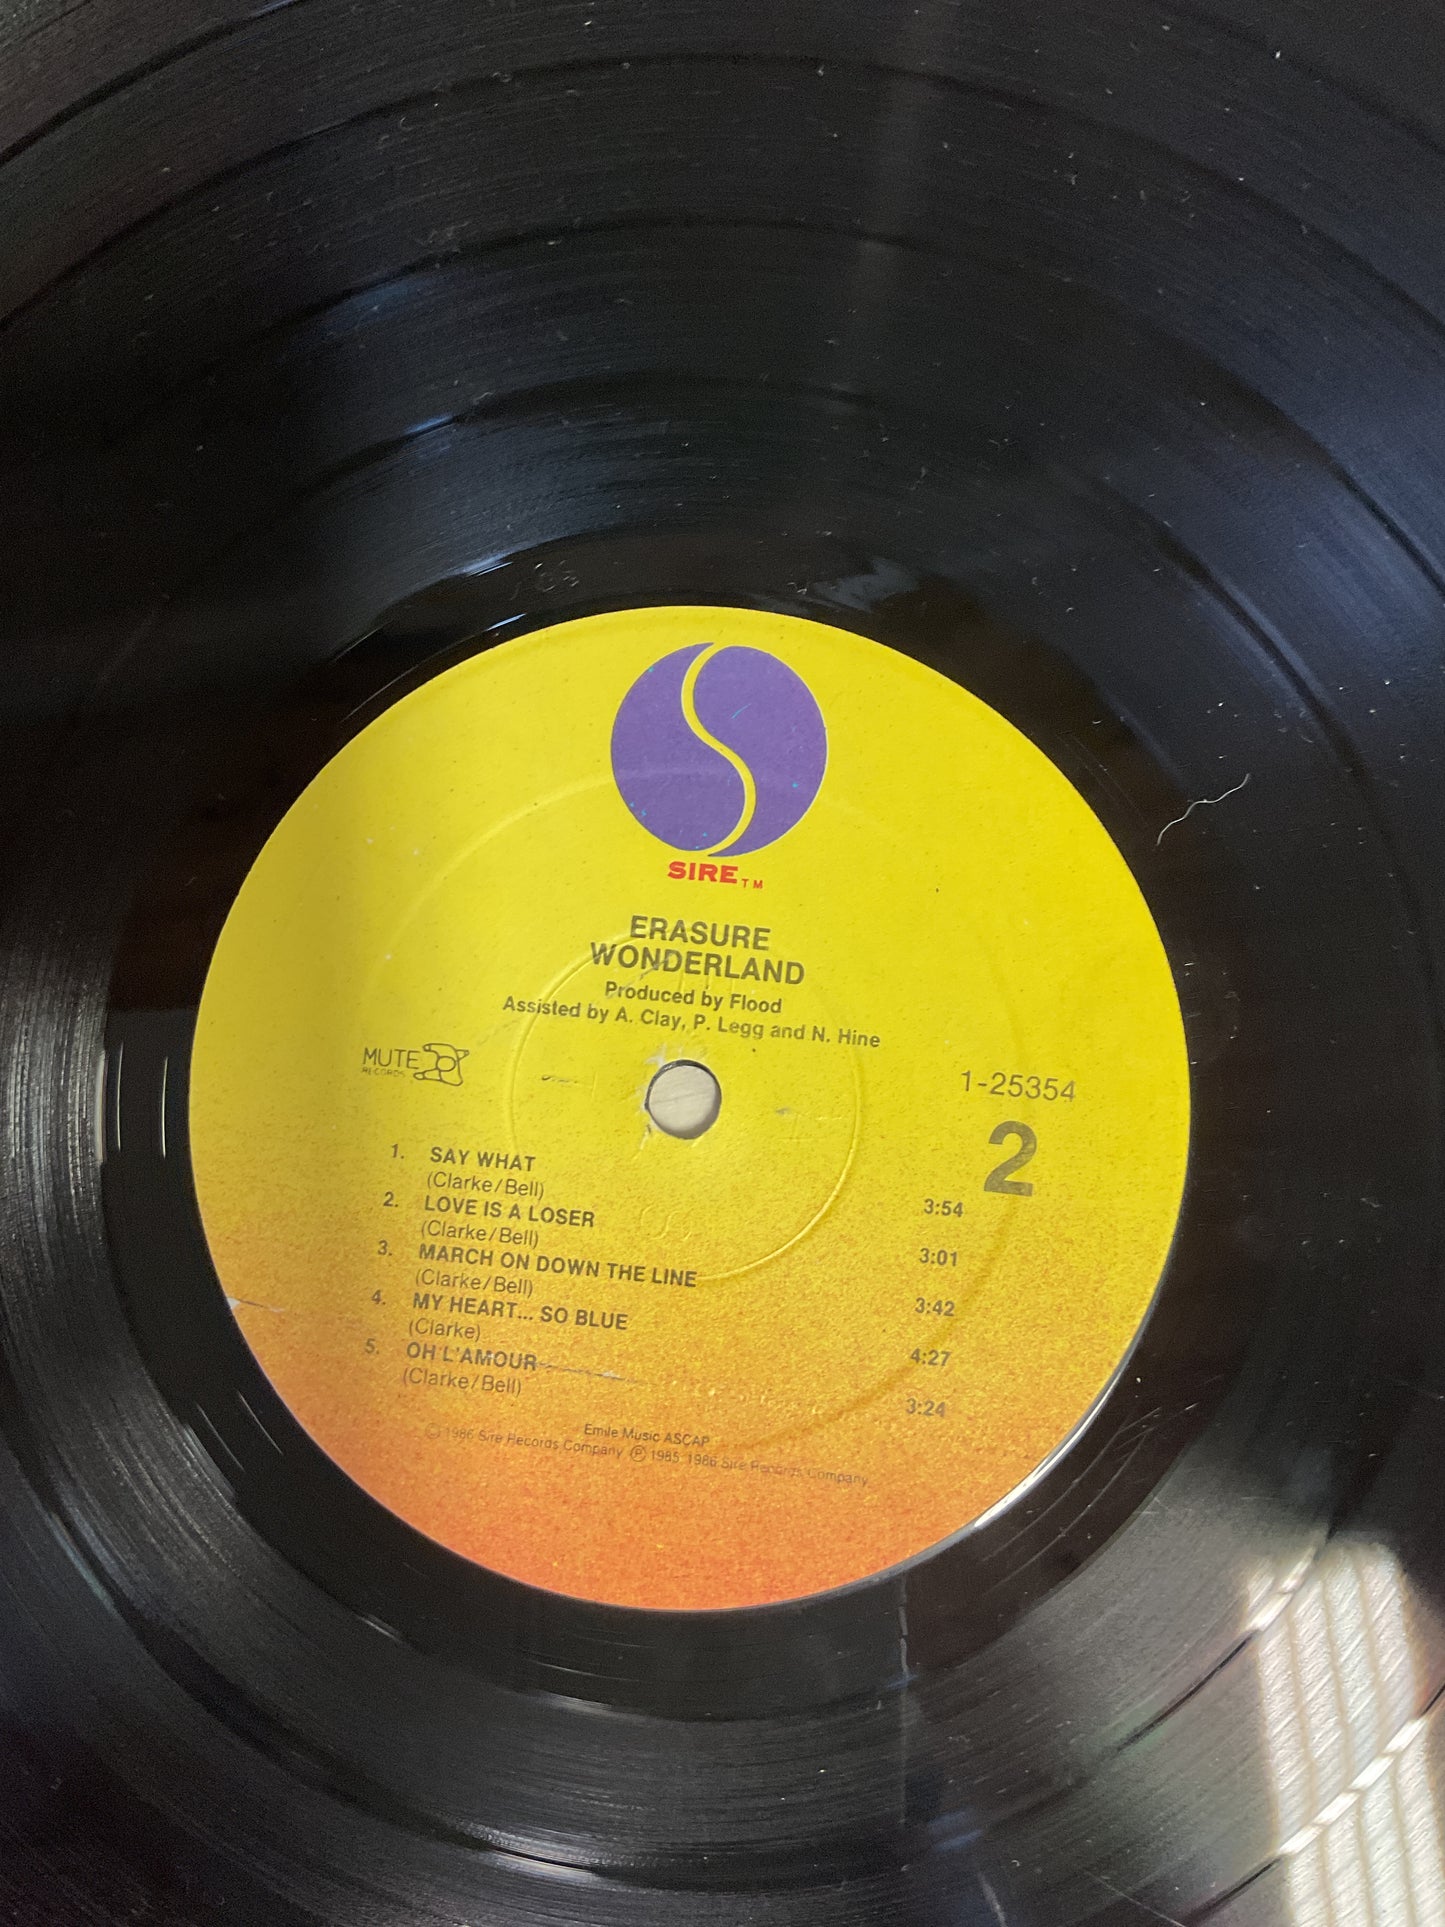 SIRE TM
ERASURE
WONDERLAND
Produced by Flood
Assisted by A. Clay, P. Legg and N. Hine
MUTE
RECORDS
1-25354
2
1. SAY WHAT
(Clarke/Bell) 3:54
2. LOVE IS A LOSER
(Clarke/Bell) 3:01
3. MARCH ON DOWN THE LINE
(Clarke/Bell) 3:42
4. MY HEART... SO BLUE
(Clarke) 4:27
5. OH L'AMOUR
(Clarke/Bell) 3:24
Emile Music ASCAP
© 1986 Sire Records Company ℗ 1985, 1986 Sire Records Company